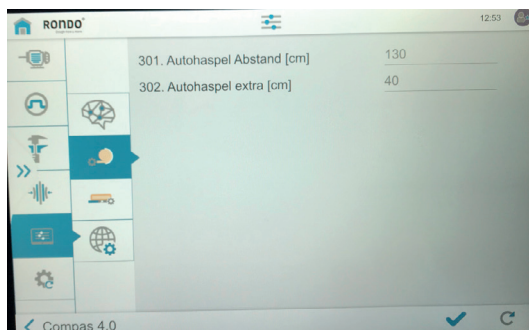 RONDO
12:53
301. Autohaspel Abstand [cm] 130
302. Autohaspel extra [cm] 40
Compas 4.0